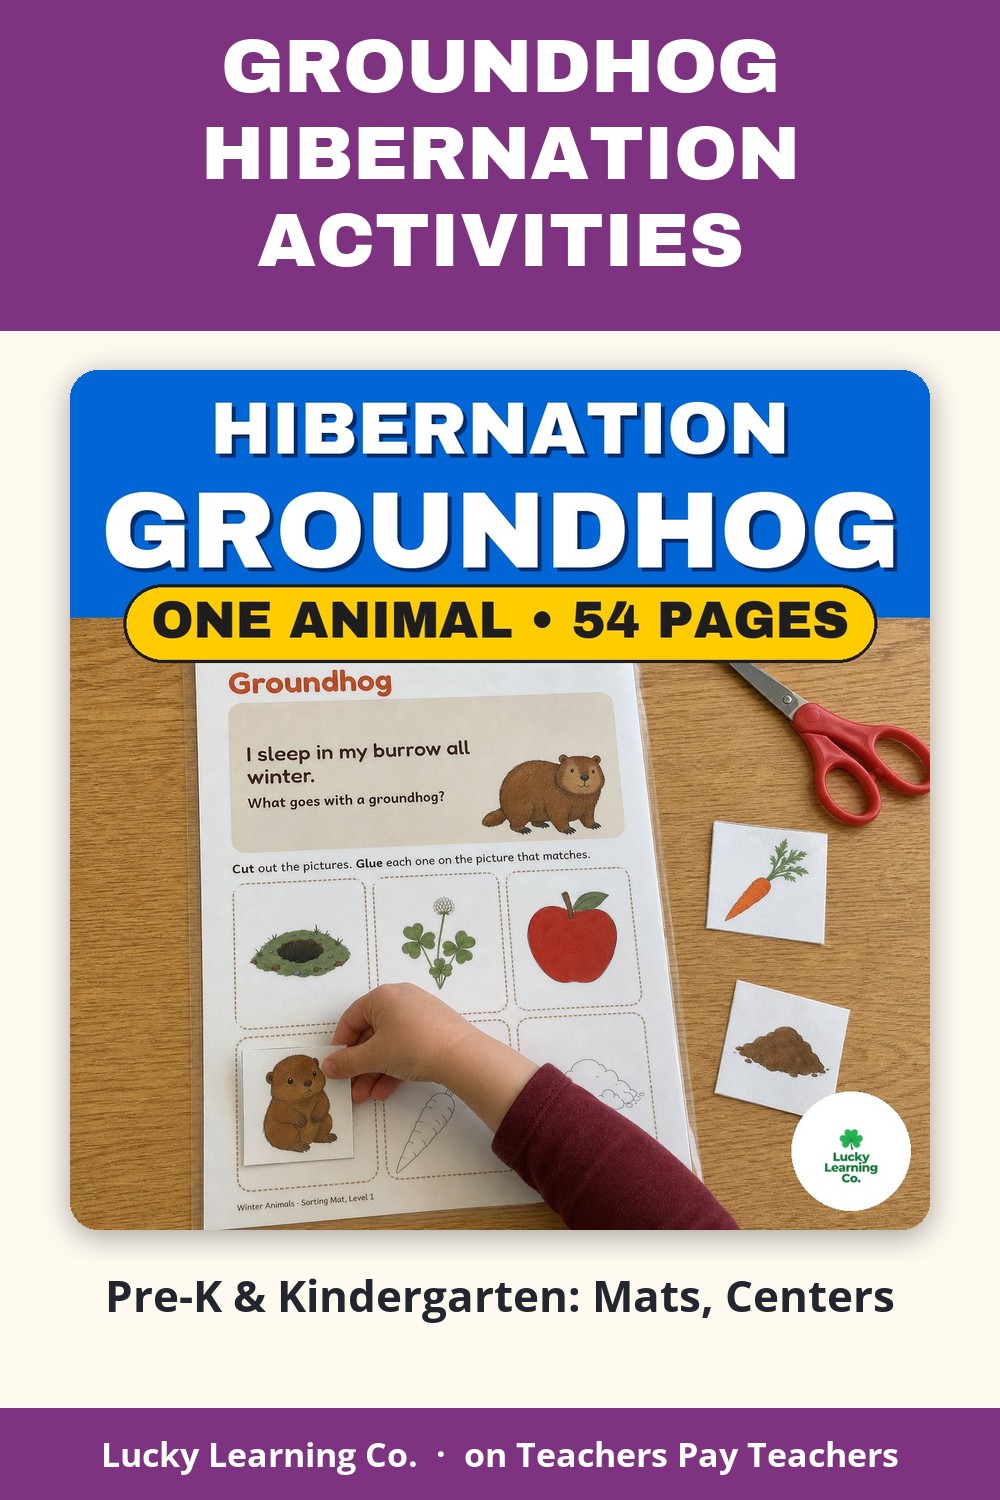 GROUNDHOG
HIBERNATION
ACTIVITIES
HIBERNATION
GROUNDHOG
ONE ANIMAL • 54 PAGES
Groundhog
I sleep in my burrow all
winter.
What goes with a groundhog?
Cut out the pictures. Glue each one on the picture that matches.
Winter Animals - Sorting Mat, Level 1
Lucky
Learning
Co.
Pre-K & Kindergarten: Mats, Centers
Lucky Learning Co. · on Teachers Pay Teachers